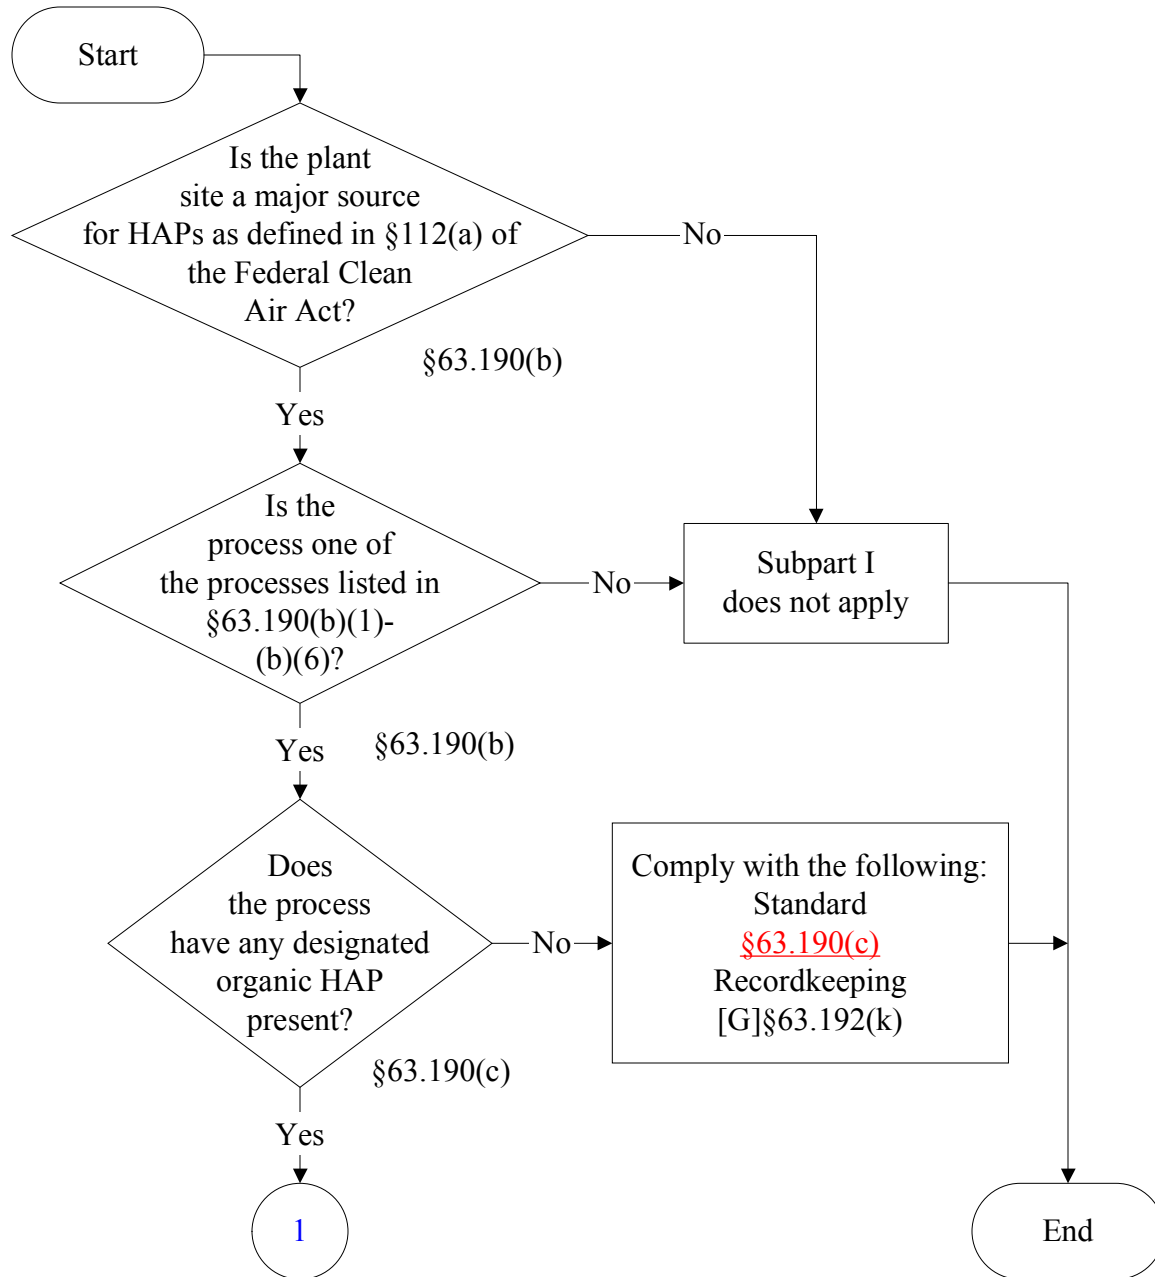 Start
Is the plant
site a major source
for HAPs as defined in §112(a) of
the Federal Clean
Air Act?
No
§63.190(b)
Yes
Is the
process one of
the processes listed in
§63.190(b)(1)-
(b)(6)?
No
Subpart I
does not apply
§63.190(b)
Yes
Does
the process
have any designated
organic HAP
present?
No
Comply with the following:
Standard
§63.190(c)
Recordkeeping
[G]§63.192(k)
§63.190(c)
Yes
1
End